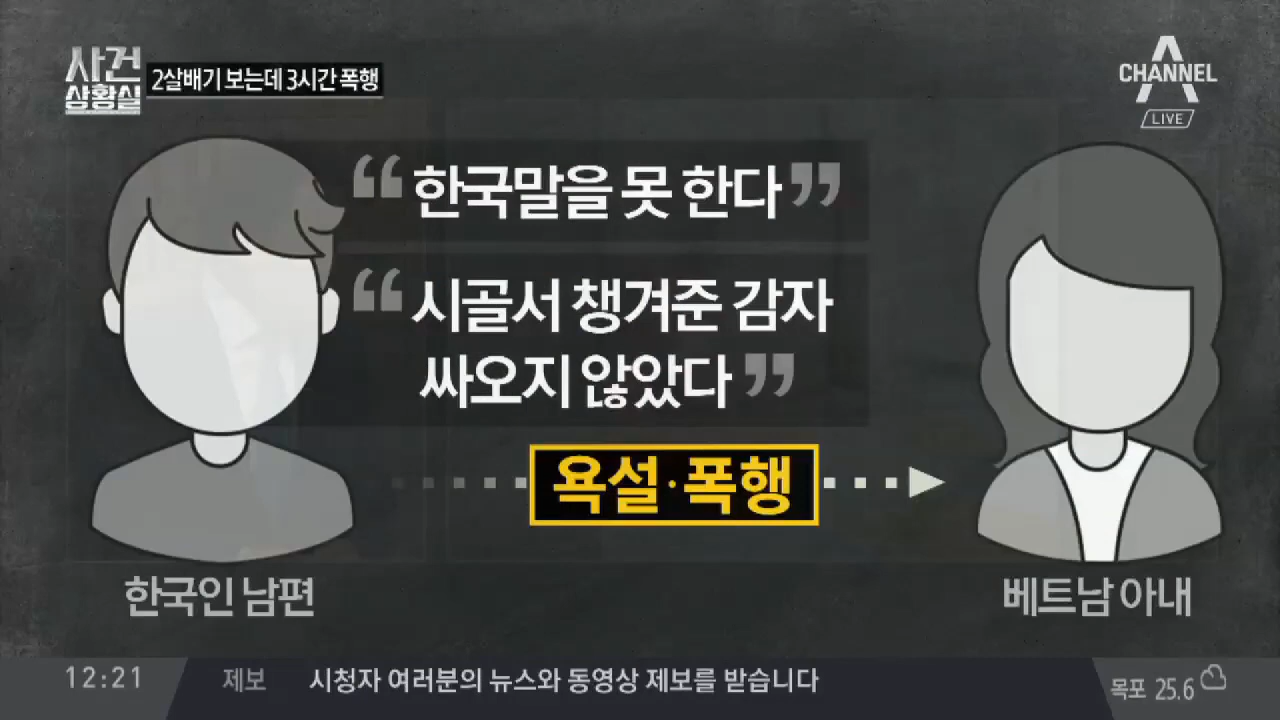 사건
상황실
2살배기 보는데 3시간 폭행
CHANNEL
A
LIVE
“한국말을 못 한다”
“시골서 챙겨준 감자
싸오지 않았다”
욕설·폭행
한국인 남편
베트남 아내
12:21
제보 시청자 여러분의 뉴스와 동영상 제보를 받습니다
목포 25.6